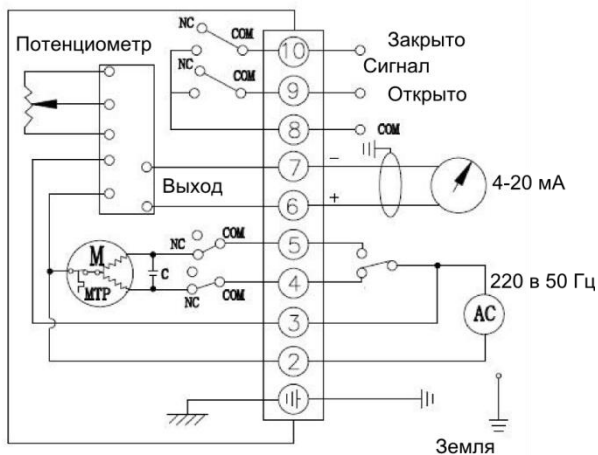 NC
COM
Потенциометр
10
Закрыто
NC
COM
Сигнал
9
Открыто
8
COM
7
−
4-20 мА
Выход
6
+
NC
COM
5
M
C
4
220 в 50 Гц
МТР
NC
COM
AC
3
2
Земля